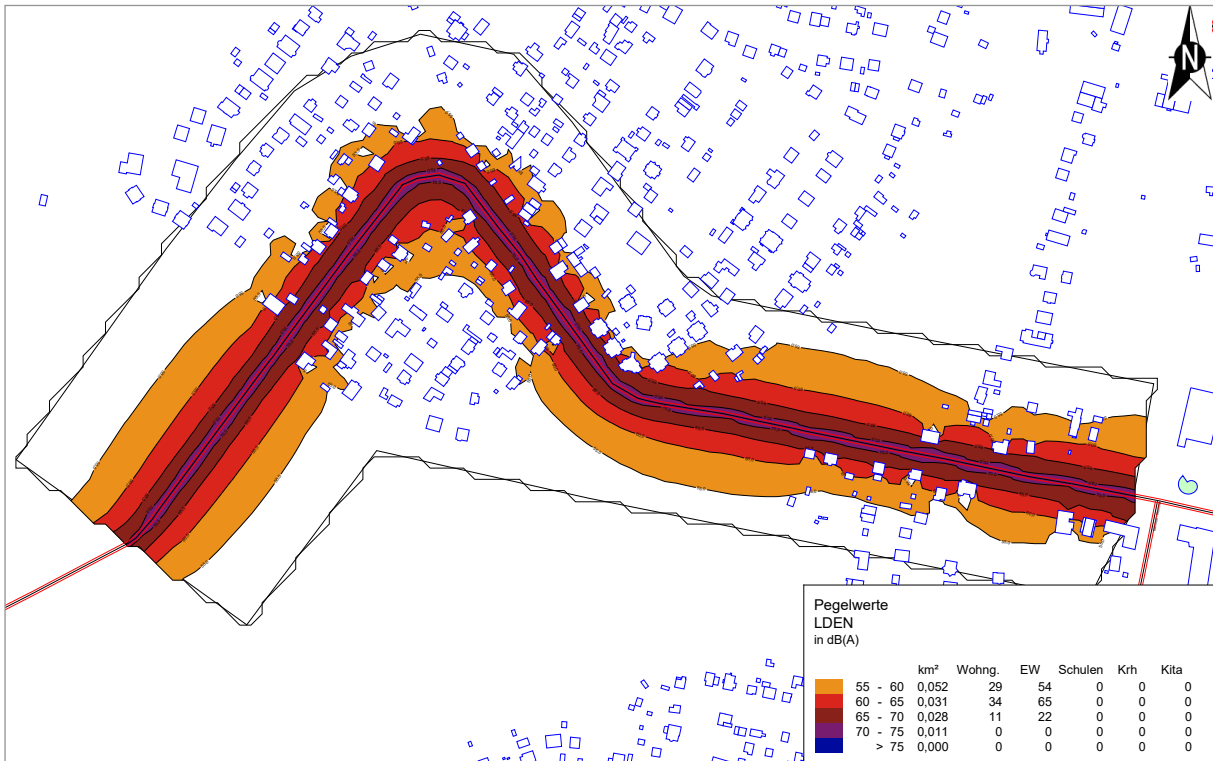 N
Pegelwerte
LDEN
in dB(A)
km² Wohng. EW Schulen Krh Kita
55 - 60 0,052 29 54 0 0 0
60 - 65 0,031 34 65 0 0 0
65 - 70 0,028 11 22 0 0 0
70 - 75 0,011 0 0 0 0 0
> 75 0,000 0 0 0 0 0